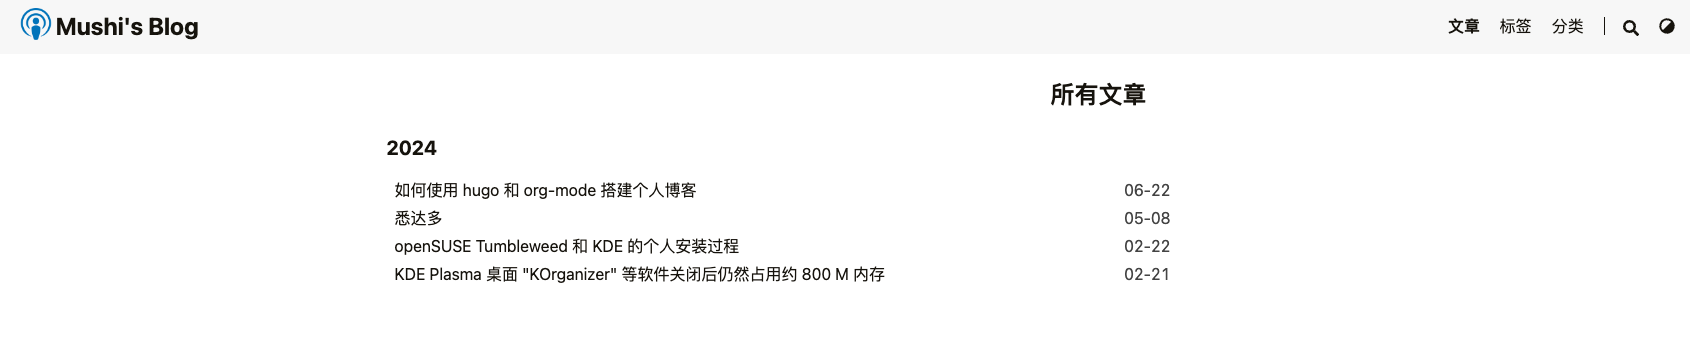 Mushi's Blog 文章 标签 分类
所有文章
2024
如何使用 hugo 和 org-mode 搭建个人博客 06-22
悉达多 05-08
openSUSE Tumbleweed 和 KDE 的个人安装过程 02-22
KDE Plasma 桌面 "KOrganizer" 等软件关闭后仍然占用约 800 M 内存 02-21